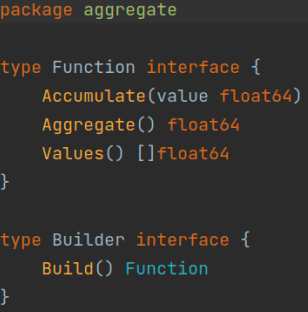 package aggregate
type Function interface {
    Accumulate(value float64)
    Aggregate() float64
    Values() []float64
}
type Builder interface {
    Build() Function
}